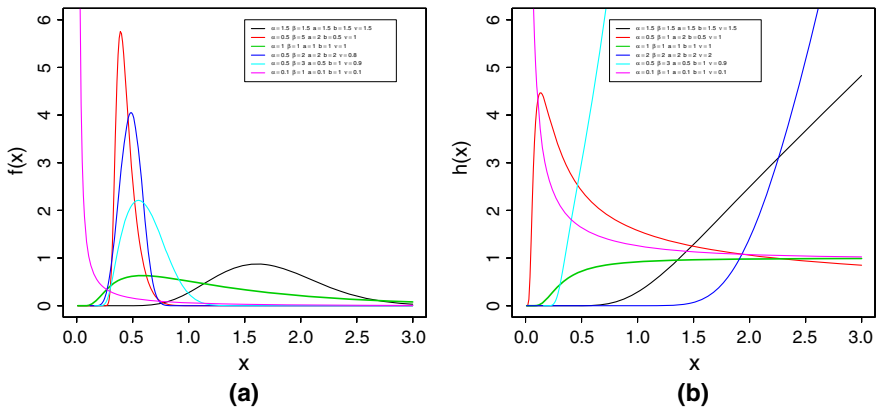 α = 1.5 β = 1.5 a = 1.5 b = 1.5 v = 1.5
α = 0.5 β = 5 a = 2 b = 0.5 v = 1
α = 1 β = 1 a = 1 b = 1 v = 1
α = 0.5 β = 2 a = 2 b = 2 v = 0.8
α = 0.5 β = 3 a = 0.5 b = 1 v = 0.9
α = 0.1 β = 1 a = 0.1 b = 1 v = 0.1
6
5
4
3
2
1
0
f(x)
0.0 0.5 1.0 1.5 2.0 2.5 3.0
x
(a)
α = 1.5 β = 1.5 a = 1.5 b = 1.5 v = 1.5
α = 0.5 β = 1 a = 2 b = 0.5 v = 1
α = 1 β = 1 a = 1 b = 1 v = 1
α = 2 β = 2 a = 2 b = 2 v = 2
α = 0.5 β = 3 a = 0.5 b = 1 v = 0.9
α = 0.1 β = 1 a = 0.1 b = 1 v = 0.1
6
5
4
3
2
1
0
h(x)
0.0 0.5 1.0 1.5 2.0 2.5 3.0
x
(b)